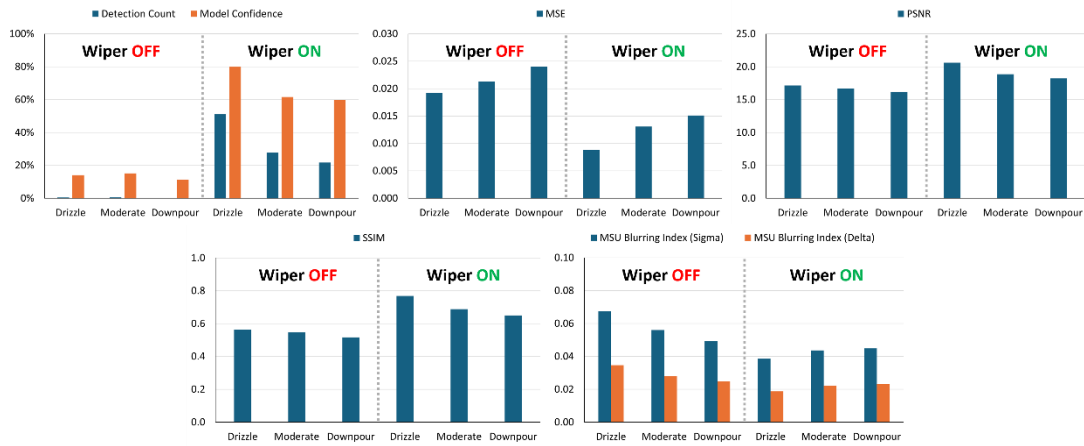 Detection Count Model Confidence
100%
80%
60%
40%
20%
0%
Wiper OFF Wiper ON
Drizzle Moderate Downpour Drizzle Moderate Downpour
MSE
0.030
0.025
0.020
0.015
0.010
0.005
0.000
Wiper OFF Wiper ON
Drizzle Moderate Downpour Drizzle Moderate Downpour
PSNR
25.0
20.0
15.0
10.0
5.0
0.0
Wiper OFF Wiper ON
Drizzle Moderate Downpour Drizzle Moderate Downpour
SSIM
1.0
0.8
0.6
0.4
0.2
0.0
Wiper OFF Wiper ON
Drizzle Moderate Downpour Drizzle Moderate Downpour
MSU Blurring Index (Sigma) MSU Blurring Index (Delta)
0.10
0.08
0.06
0.04
0.02
0.00
Wiper OFF Wiper ON
Drizzle Moderate Downpour Drizzle Moderate Downpour